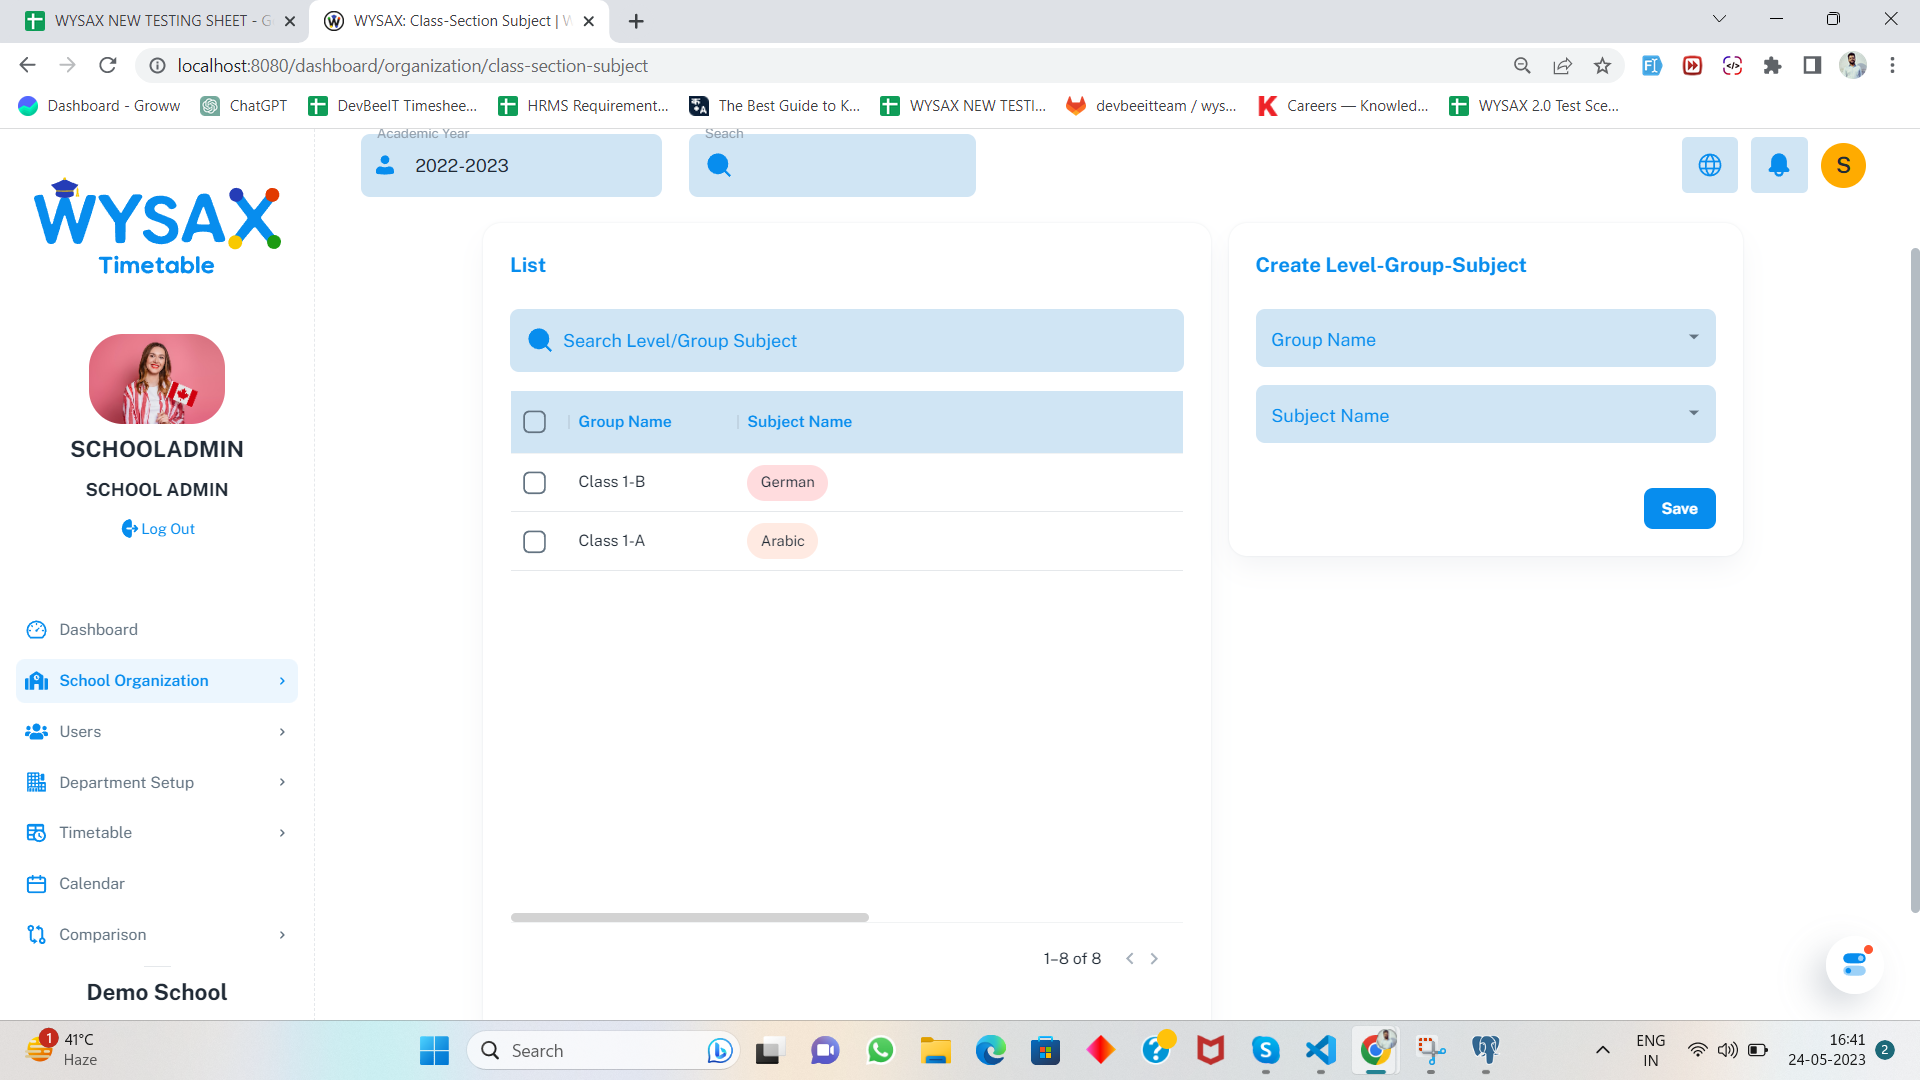 WYSAX NEW TESTING SHEET - G
WYSAX: Class-Section Subject | W
localhost:8080/dashboard/organization/class-section-subject
Dashboard - Groww
ChatGPT
DevBeeIT Timeshee...
HRMS Requirement...
The Best Guide to K...
WYSAX NEW TESTI...
devbeeitteam / wys...
Careers — Knowled...
WYSAX 2.0 Test Sce...
WYSAX
Timetable
SCHOOLADMIN
SCHOOL ADMIN
Log Out
Dashboard
School Organization
Users
Department Setup
Timetable
Calendar
Comparison
Demo School
Academic Year
2022-2023
Seach
S
List
Search Level/Group Subject
Group Name
Subject Name
Class 1-B
German
Class 1-A
Arabic
1–8 of 8
Create Level-Group-Subject
Group Name
Subject Name
Save
1
41°C
Haze
Search
ENG
IN
16:41
24-05-2023
2